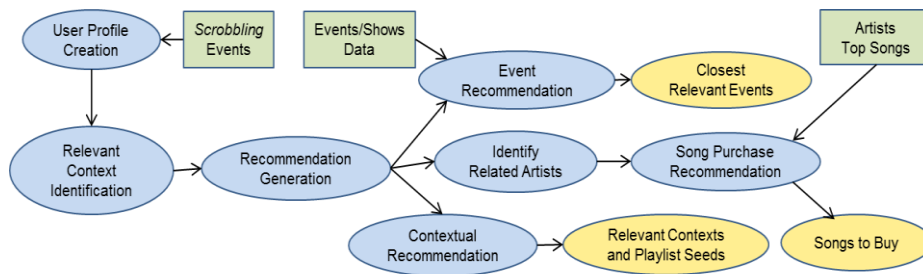 User Profile
Creation
Scrobbling
Events
Events/Shows
Data
Artists
Top Songs
Event
Recommendation
Closest
Relevant Events
Relevant
Context
Identification
Recommendation
Generation
Identify
Related Artists
Song Purchase
Recommendation
Contextual
Recommendation
Relevant Contexts
and Playlist Seeds
Songs to Buy